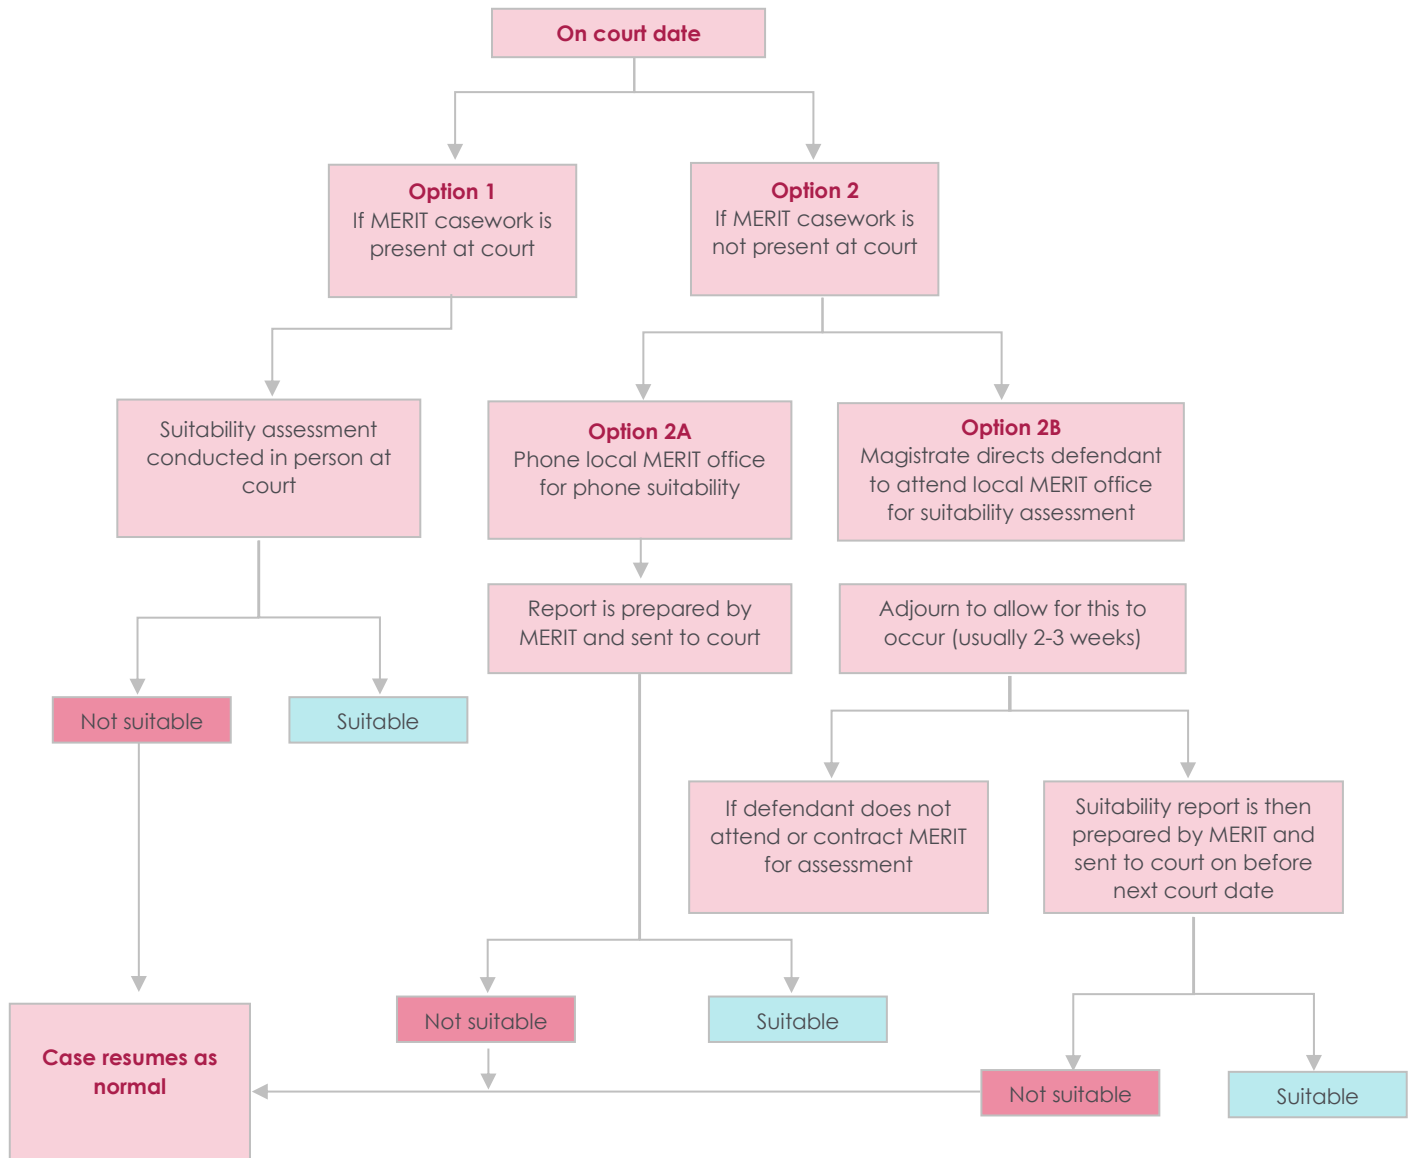 On court date
Option 1
If MERIT casework is
present at court
Option 2
If MERIT casework is
not present at court
Suitability assessment
conducted in person at
court
Option 2A
Phone local MERIT office
for phone suitability
Option 2B
Magistrate directs defendant
to attend local MERIT office
for suitability assessment
Report is prepared by
MERIT and sent to court
Adjourn to allow for this to
occur (usually 2-3 weeks)
Not suitable
Suitable
If defendant does not
attend or contract MERIT
for assessment
Suitability report is then
prepared by MERIT and
sent to court on before
next court date
Not suitable
Suitable
Case resumes as
normal
Not suitable
Suitable